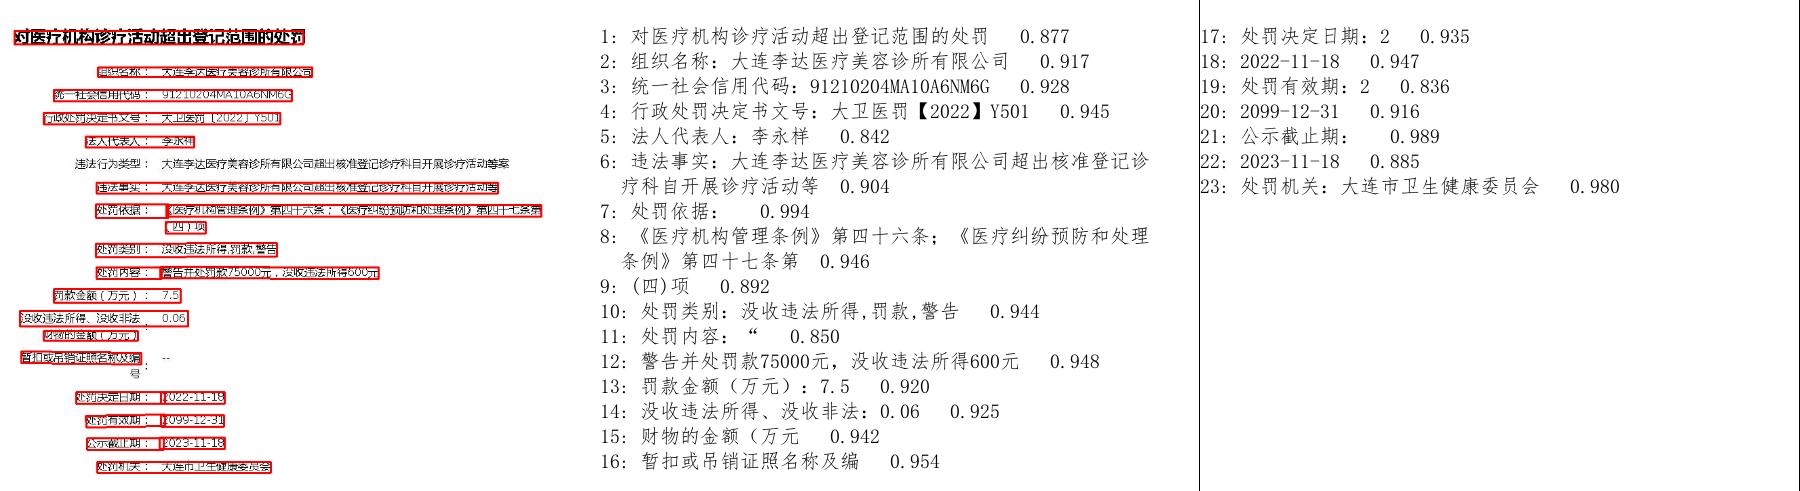 对医疗机构诊疗活动超出登记范围的处罚
组织名称： 大连李达医疗美容诊所有限公司
统一社会信用代码： 91210204MA10A6NM6G
行政处罚决定书文号： 大卫医罚【2022】Y501
法人代表人： 李永祥
违法行为类型： 大连李达医疗美容诊所有限公司超出核准登记诊疗科目开展诊疗活动等案
违法事实： 大连李达医疗美容诊所有限公司超出核准登记诊疗科目开展诊疗活动等
处罚依据： 《医疗机构管理条例》第四十六条；《医疗纠纷预防和处理条例》第四十七条第
（四）项
处罚类别： 没收违法所得,罚款,警告
处罚内容： 警告并处罚款75000元，没收违法所得600元
罚款金额（万元）： 7.5
没收违法所得、没收非法 0.06
财物的金额（万元）：
暂扣或吊销证照名称及编 --
号：
处罚决定日期： 2022-11-18
处罚有效期： 2099-12-31
公示截止期： 2023-11-18
处罚机关： 大连市卫生健康委员会
1: 对医疗机构诊疗活动超出登记范围的处罚 0.877
2: 组织名称：大连李达医疗美容诊所有限公司 0.917
3: 统一社会信用代码：91210204MA10A6NM6G 0.928
4: 行政处罚决定书文号：大卫医罚【2022】Y501 0.945
5: 法人代表人：李永样 0.842
6: 违法事实：大连李达医疗美容诊所有限公司超出核准登记诊
疗科自开展诊疗活动等 0.904
7: 处罚依据： 0.994
8: 《医疗机构管理条例》第四十六条；《医疗纠纷预防和处理
条例》第四十七条第 0.946
9: (四)项 0.892
10: 处罚类别：没收违法所得,罚款,警告 0.944
11: 处罚内容：“ 0.850
12: 警告并处罚款75000元，没收违法所得600元 0.948
13: 罚款金额（万元）：7.5 0.920
14: 没收违法所得、没收非法：0.06 0.925
15: 财物的金额（万元 0.942
16: 暂扣或吊销证照名称及编 0.954
17: 处罚决定日期：2 0.935
18: 2022-11-18 0.947
19: 处罚有效期：2 0.836
20: 2099-12-31 0.916
21: 公示截止期： 0.989
22: 2023-11-18 0.885
23: 处罚机关：大连市卫生健康委员会 0.980